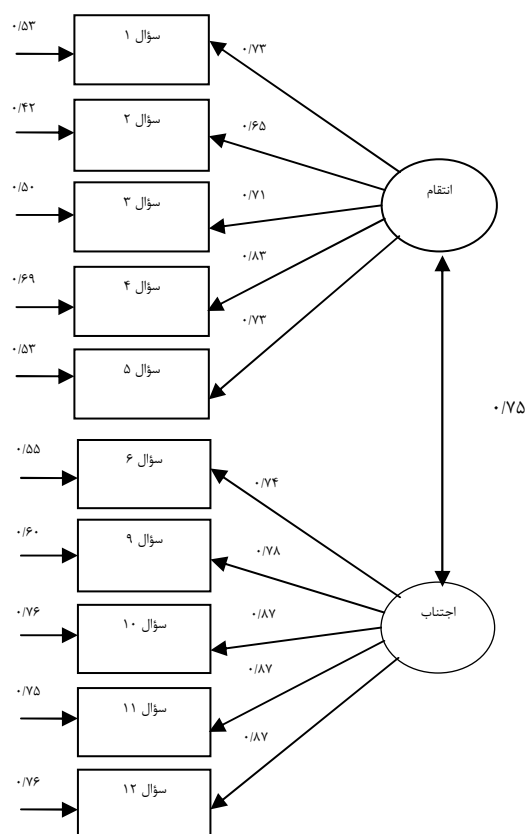 ۰/۵۳
سؤال ۱
۰/۷۳
۰/۴۲
سؤال ۲
۰/۶۵
۰/۵۰
سؤال ۳
۰/۷۱
انتقام
۰/۶۹
سؤال ۴
۰/۸۳
۰/۵۳
سؤال ۵
۰/۷۳
۰/۷۵
۰/۵۵
سؤال ۶
۰/۷۴
۰/۶۰
سؤال ۹
۰/۷۸
۰/۷۶
سؤال ۱۰
۰/۸۷
اجتناب
۰/۷۵
سؤال ۱۱
۰/۸۷
۰/۷۶
سؤال ۱۲
۰/۸۷